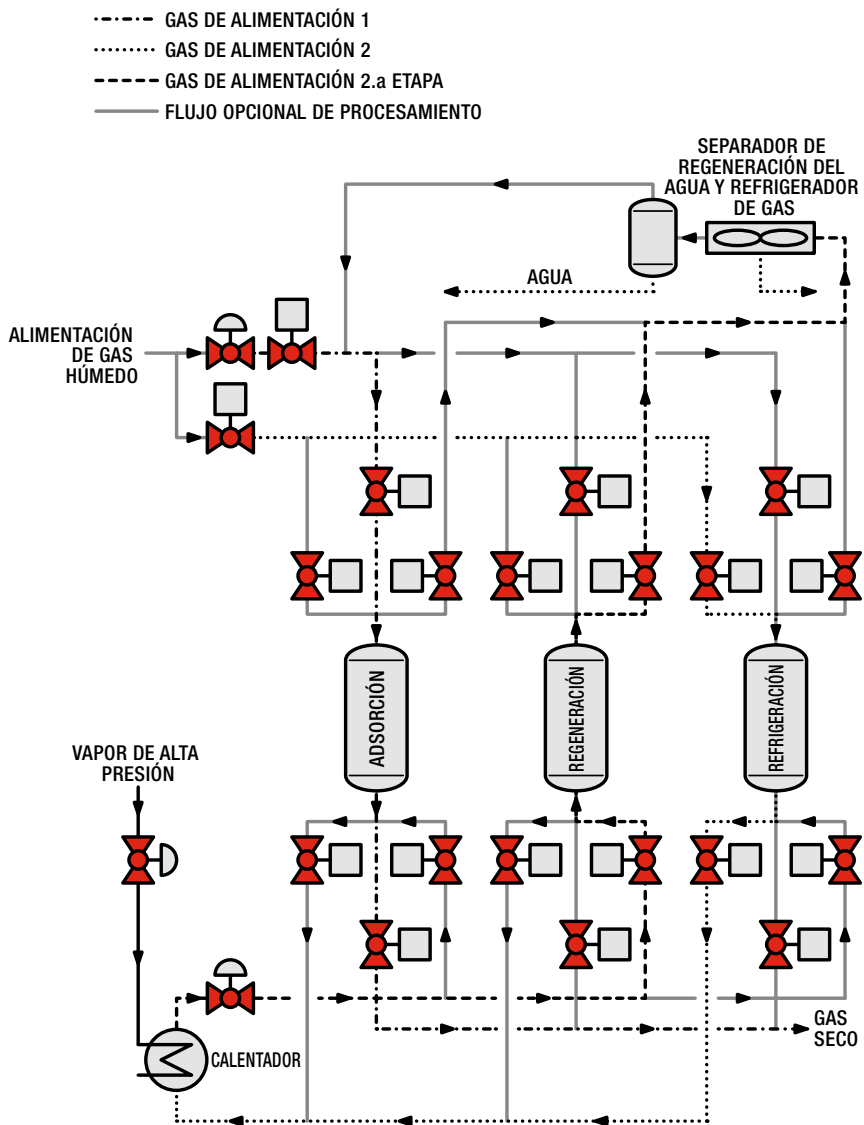 GAS DE ALIMENTACIÓN 1
GAS DE ALIMENTACIÓN 2
GAS DE ALIMENTACIÓN 2.a ETAPA
FLUJO OPCIONAL DE PROCESAMIENTO
SEPARADOR DE
REGENERACIÓN DEL
AGUA Y REFRIGERADOR
DE GAS
AGUA
ALIMENTACIÓN
DE GAS
HÚMEDO
ADSORCIÓN
REGENERACIÓN
REFRIGERACIÓN
VAPOR DE ALTA
PRESIÓN
CALENTADOR
GAS
SECO